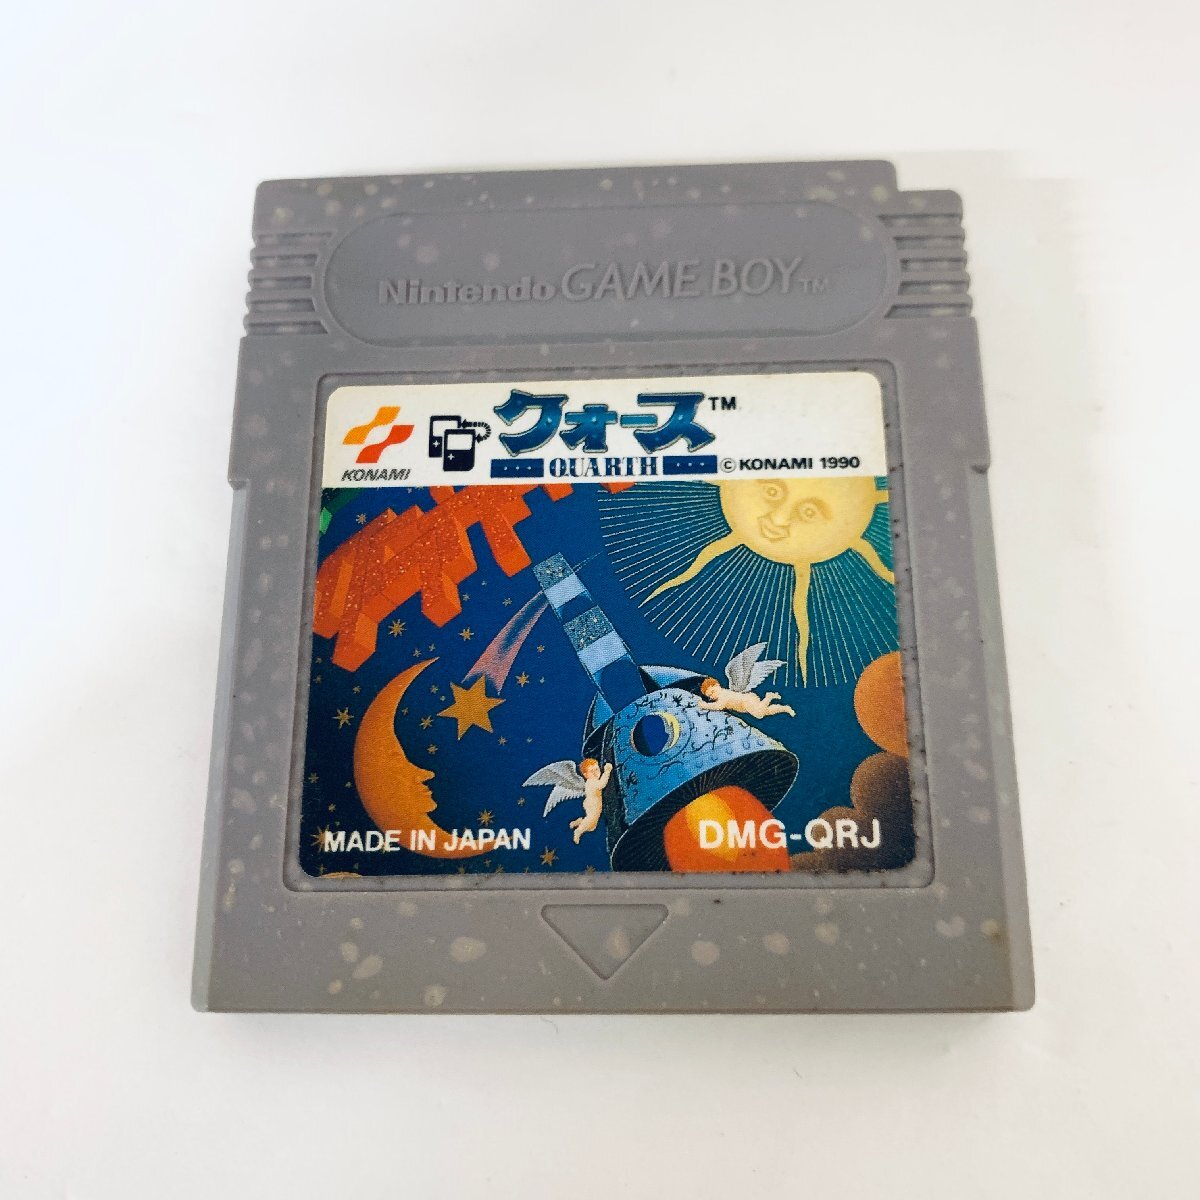 Nintendo GAME BOY™
KONAMI
クォース™
QUARTH
©KONAMI 1990
MADE IN JAPAN
DMG-QRJ